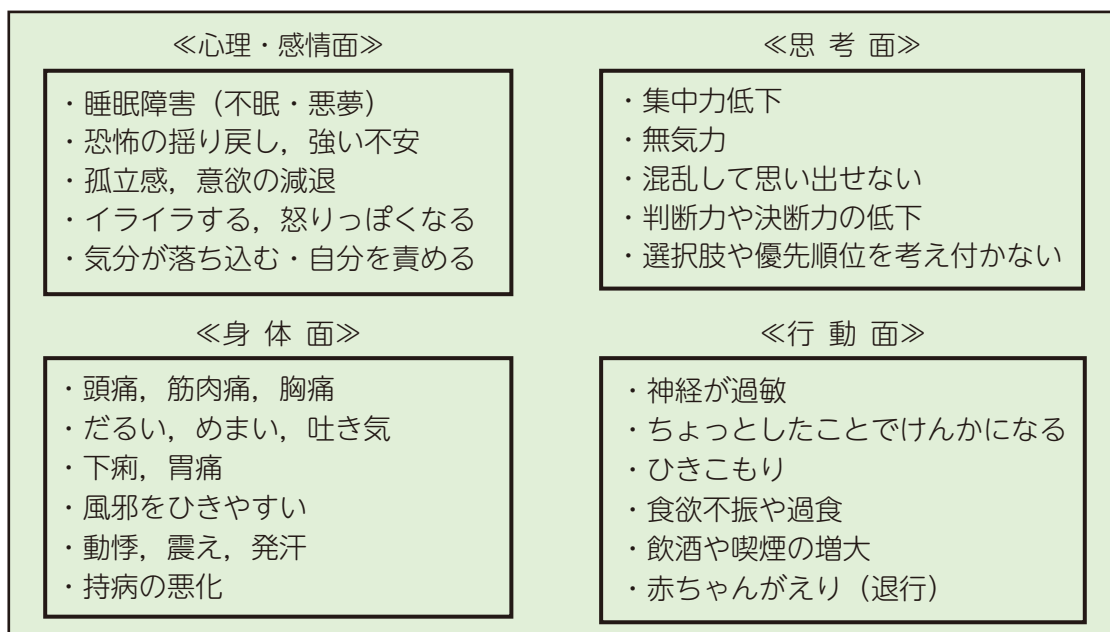 ≪心理・感情面≫
・睡眠障害（不眠・悪夢）
・恐怖の揺り戻し，強い不安
・孤立感，意欲の減退
・イライラする，怒りっぽくなる
・気分が落ち込む・自分を責める
≪思 考 面≫
・集中力低下
・無気力
・混乱して思い出せない
・判断力や決断力の低下
・選択肢や優先順位を考え付かない
≪身 体 面≫
・頭痛，筋肉痛，胸痛
・だるい，めまい，吐き気
・下痢，胃痛
・風邪をひきやすい
・動悸，震え，発汗
・持病の悪化
≪行 動 面≫
・神経が過敏
・ちょっとしたことでけんかになる
・ひきこもり
・食欲不振や過食
・飲酒や喫煙の増大
・赤ちゃんがえり（退行）